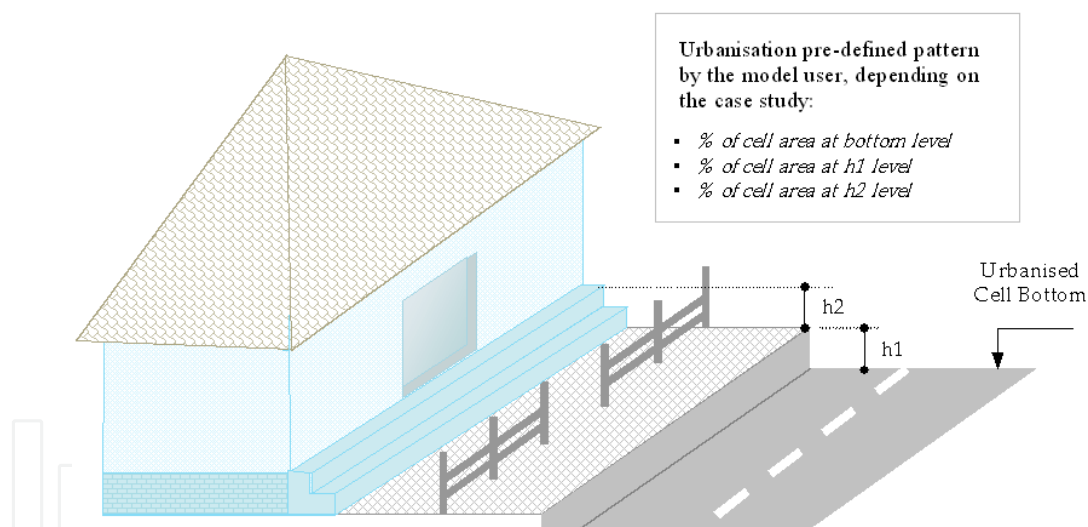 Urbanisation pre-defined pattern
by the model user, depending on
the case study:
▪ % of cell area at bottom level
▪ % of cell area at h1 level
▪ % of cell area at h2 level
Urbanised
Cell Bottom
h2
h1